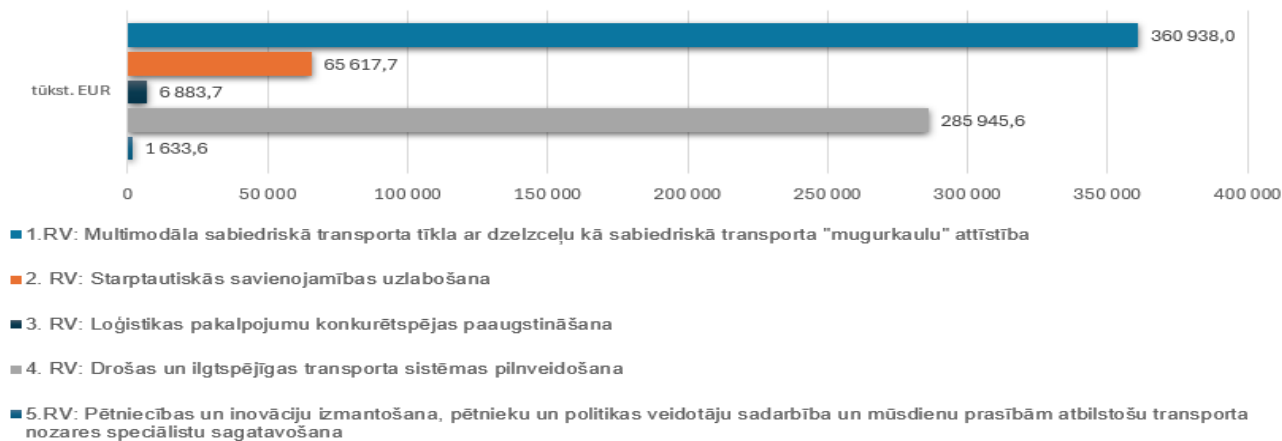 360 938,0
65 617,7
tūkst. EUR
6 883,7
285 945,6
1 633,6
0 50 000 100 000 150 000 200 000 250 000 300 000 350 000 400 000
1.RV: Multimodāla sabiedriskā transporta tīkla ar dzelzceļu kā sabiedriskā transporta "mugurkaulu" attīstība
2. RV: Starptautiskās savienojamības uzlabošana
3. RV: Loģistikas pakalpojumu konkurētspējas paaugstināšana
4. RV: Drošas un ilgtspējīgas transporta sistēmas pilnveidošana
5.RV: Pētniecības un inovāciju izmantošana, pētnieku un politikas veidotāju sadarbība un mūsdienu prasībām atbilstošu transporta
nozares speciālistu sagatavošana